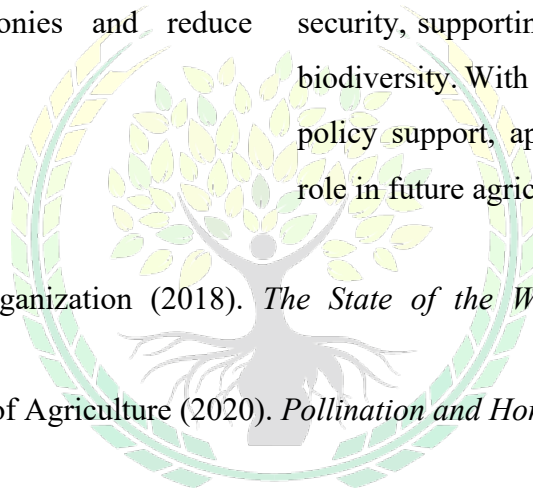 onies and reduce
security, supportin
biodiversity. With
policy support, ap
role in future agric
ganization (2018). The State of the W
of Agriculture (2020). Pollination and Hon